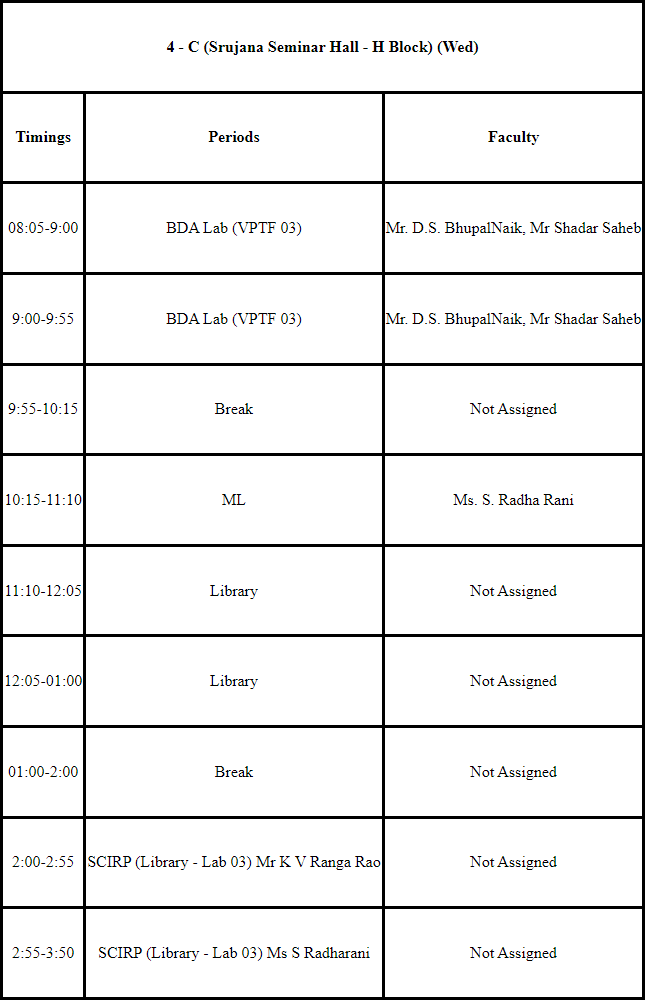 4 - C (Srujana Seminar Hall - H Block) (Wed)
Timings Periods Faculty
08:05-9:00 BDA Lab (VPTF 03) Mr. D.S. BhupalNaik, Mr Shadar Saheb
9:00-9:55 BDA Lab (VPTF 03) Mr. D.S. BhupalNaik, Mr Shadar Saheb
9:55-10:15 Break Not Assigned
10:15-11:10 ML Ms. S. Radha Rani
11:10-12:05 Library Not Assigned
12:05-01:00 Library Not Assigned
01:00-2:00 Break Not Assigned
2:00-2:55 SCIRP (Library - Lab 03) Mr K V Ranga Rao Not Assigned
2:55-3:50 SCIRP (Library - Lab 03) Ms S Radharani Not Assigned